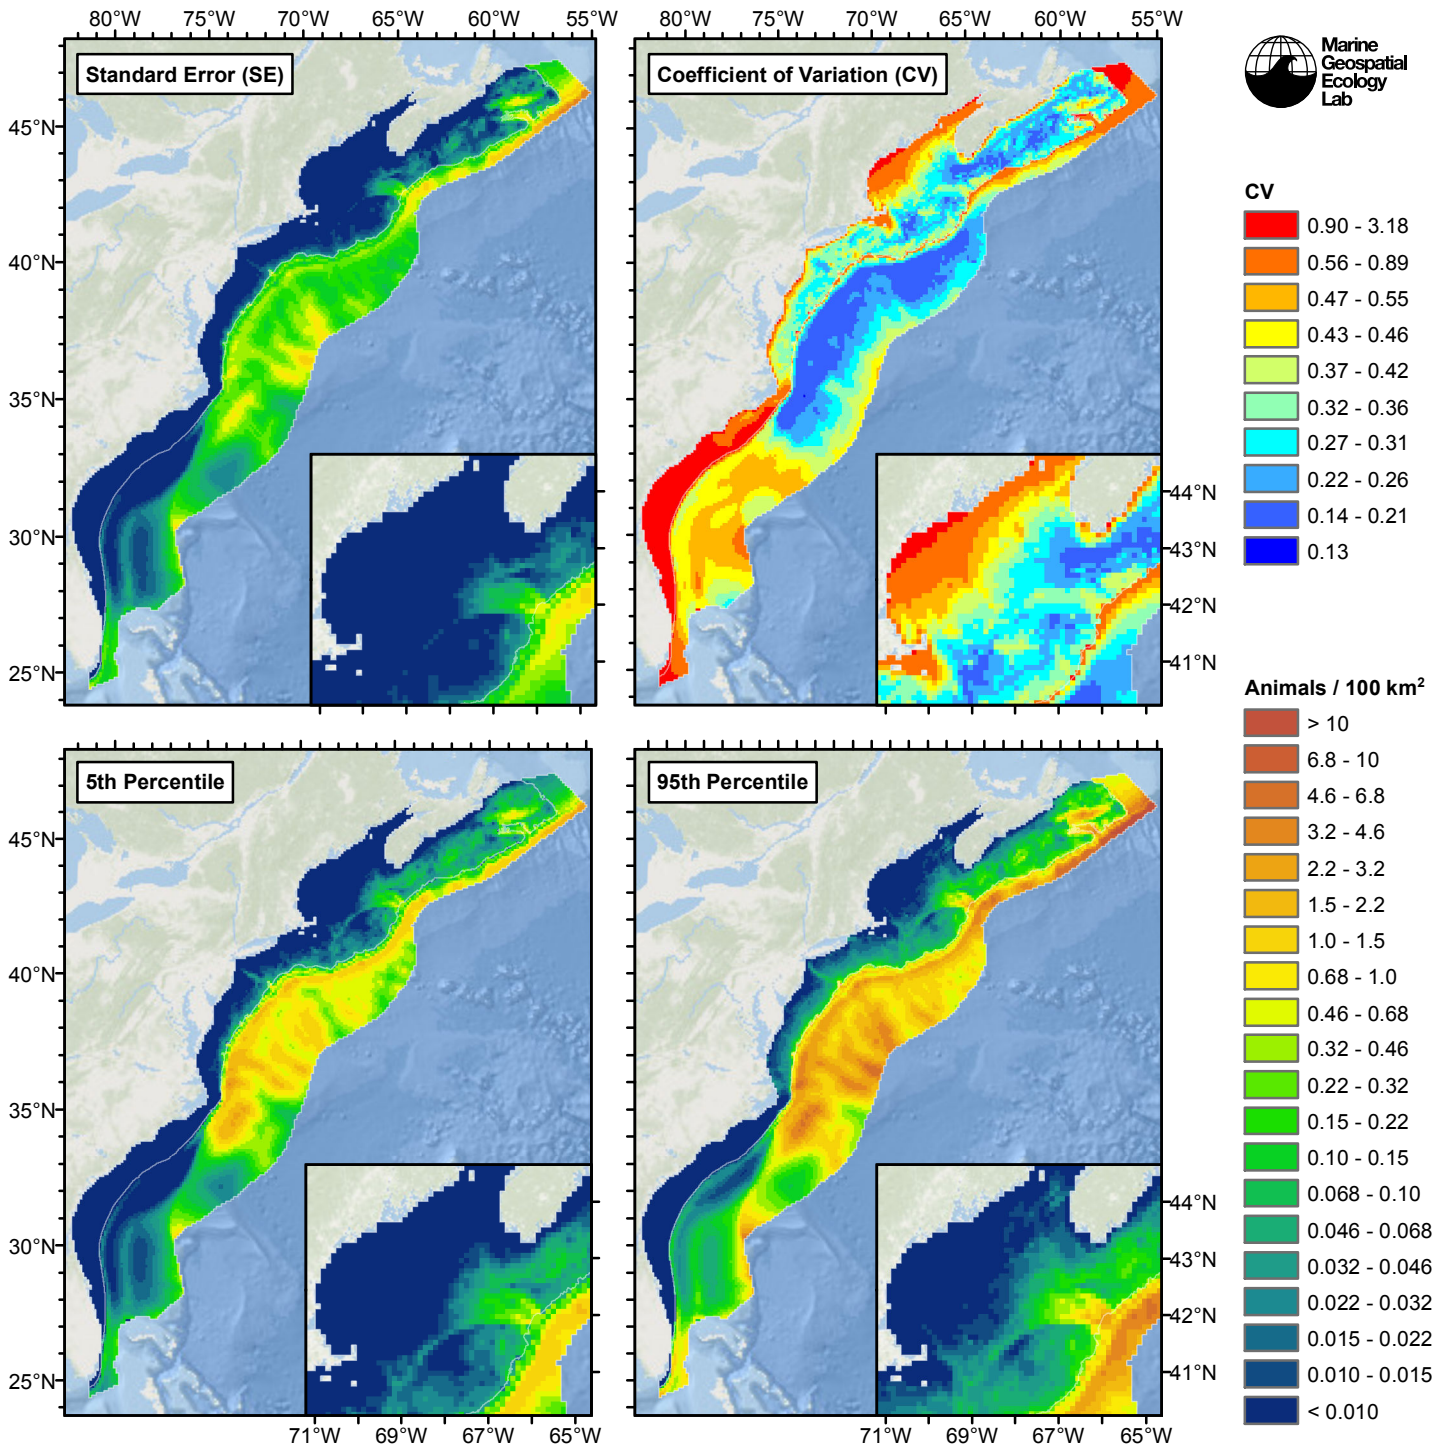 80°W 75°W 70°W 65°W 60°W 55°W
80°W 75°W 70°W 65°W 60°W 55°W
Standard Error (SE)
45°N
40°N
35°N
30°N
25°N
Coefficient of Variation (CV)
44°N
43°N
42°N
41°N
Marine
Geospatial
Ecology
Lab
CV
0.90 - 3.18
0.56 - 0.89
0.47 - 0.55
0.43 - 0.46
0.37 - 0.42
0.32 - 0.36
0.27 - 0.31
0.22 - 0.26
0.14 - 0.21
0.13
5th Percentile
45°N
40°N
35°N
30°N
25°N
71°W 69°W 67°W 65°W
95th Percentile
44°N
43°N
42°N
41°N
71°W 69°W 67°W 65°W
Animals / 100 km²
> 10
6.8 - 10
4.6 - 6.8
3.2 - 4.6
2.2 - 3.2
1.5 - 2.2
1.0 - 1.5
0.68 - 1.0
0.46 - 0.68
0.32 - 0.46
0.22 - 0.32
0.15 - 0.22
0.10 - 0.15
0.068 - 0.10
0.046 - 0.068
0.032 - 0.046
0.022 - 0.032
0.015 - 0.022
0.010 - 0.015
< 0.010